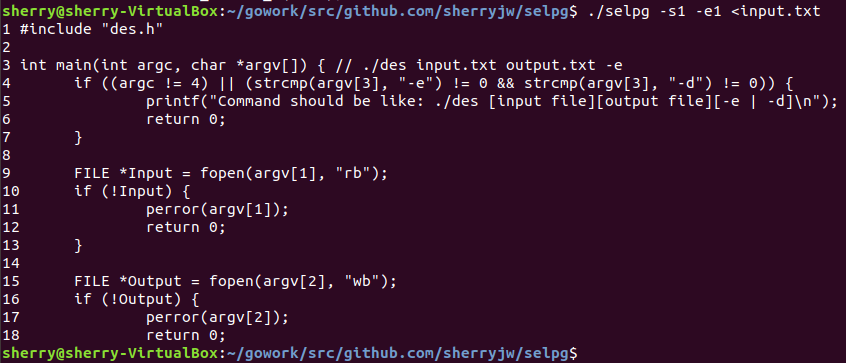 sherry@sherry-VirtualBox:~/gowork/src/github.com/sherryjw/selpg$ ./selpg -s1 -e1 <input.txt
1 #include "des.h"
2
3 int main(int argc, char *argv[]) { // ./des input.txt output.txt -e
4       if ((argc != 4) || (strcmp(argv[3], "-e") != 0 && strcmp(argv[3], "-d") != 0)) {
5               printf("Command should be like: ./des [input file][output file][-e | -d]\n");
6               return 0;
7       }
8
9       FILE *Input = fopen(argv[1], "rb");
10      if (!Input) {
11              perror(argv[1]);
12              return 0;
13      }
14
15      FILE *Output = fopen(argv[2], "wb");
16      if (!Output) {
17              perror(argv[2]);
18              return 0;
sherry@sherry-VirtualBox:~/gowork/src/github.com/sherryjw/selpg$